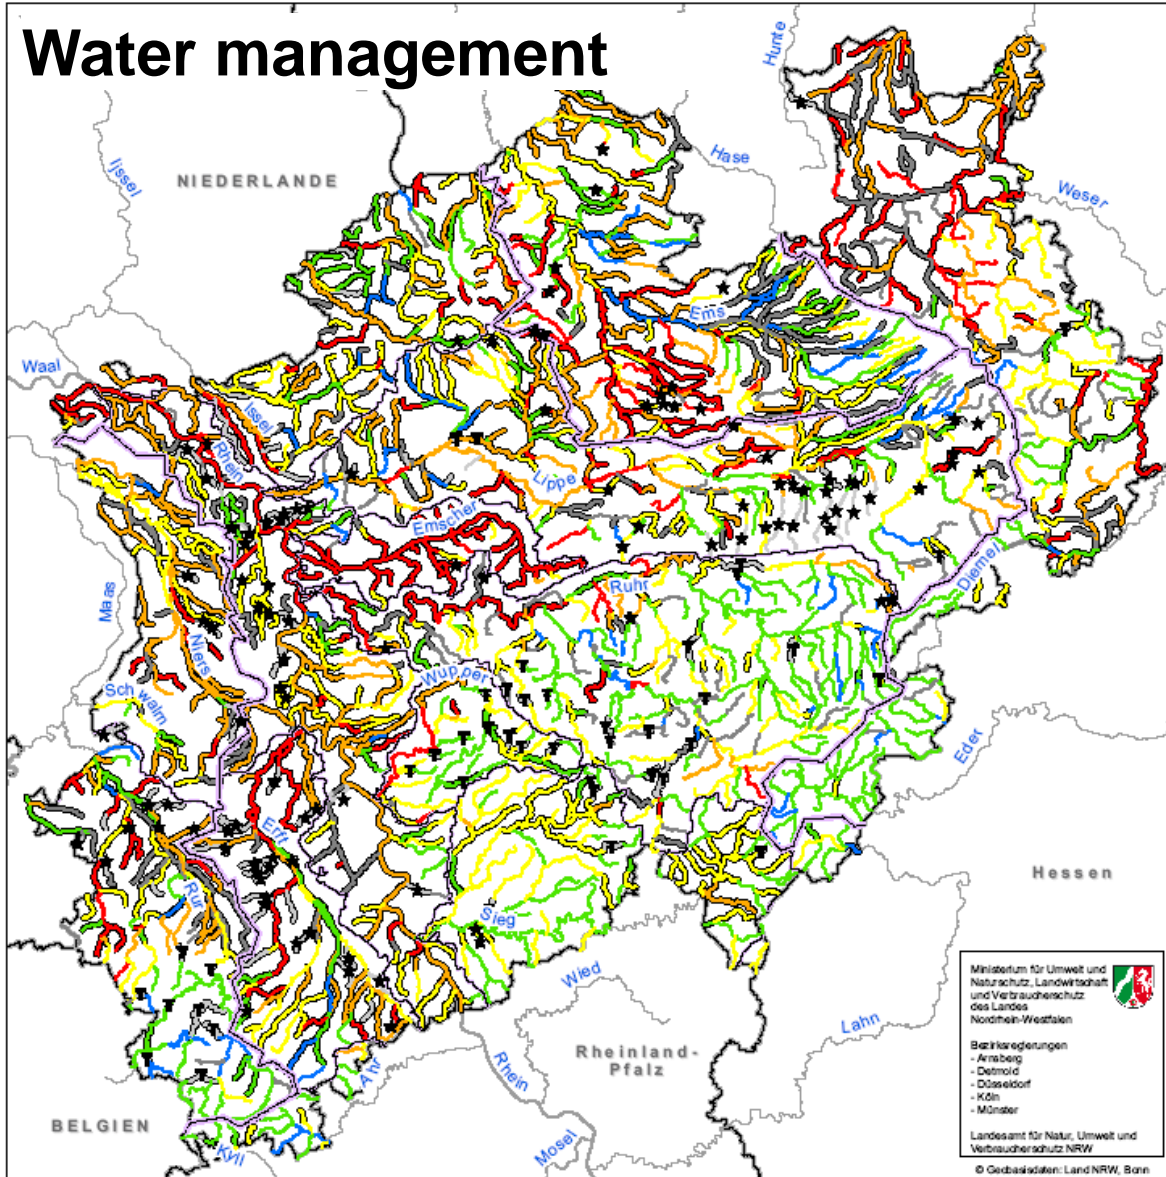 Water management
Hunte
Hase
Ijssel
NIEDERLANDE
Weser
Ems
Waal
Issel
Rhein
Lippe
Emscher
Maas
Ruhr
Diemel
Niers
Wupper
Schwalm
Eder
Erft
Hessen
Rur
Sieg
Wied
Lahn
Rheinland-
Pfalz
Rhein
Ahr
BELGIEN
Kyll
Mosel
Ministerium für Umwelt und
Naturschutz, Landwirtschaft
und Verbraucherschutz
des Landes
Nordrhein-Westfalen
Bezirksregierungen
- Arnsberg
- Detmold
- Düsseldorf
- Köln
- Münster
Landesamt für Natur, Umwelt und
Verbraucherschutz NRW
© Geobasisdaten: Land NRW, Bonn